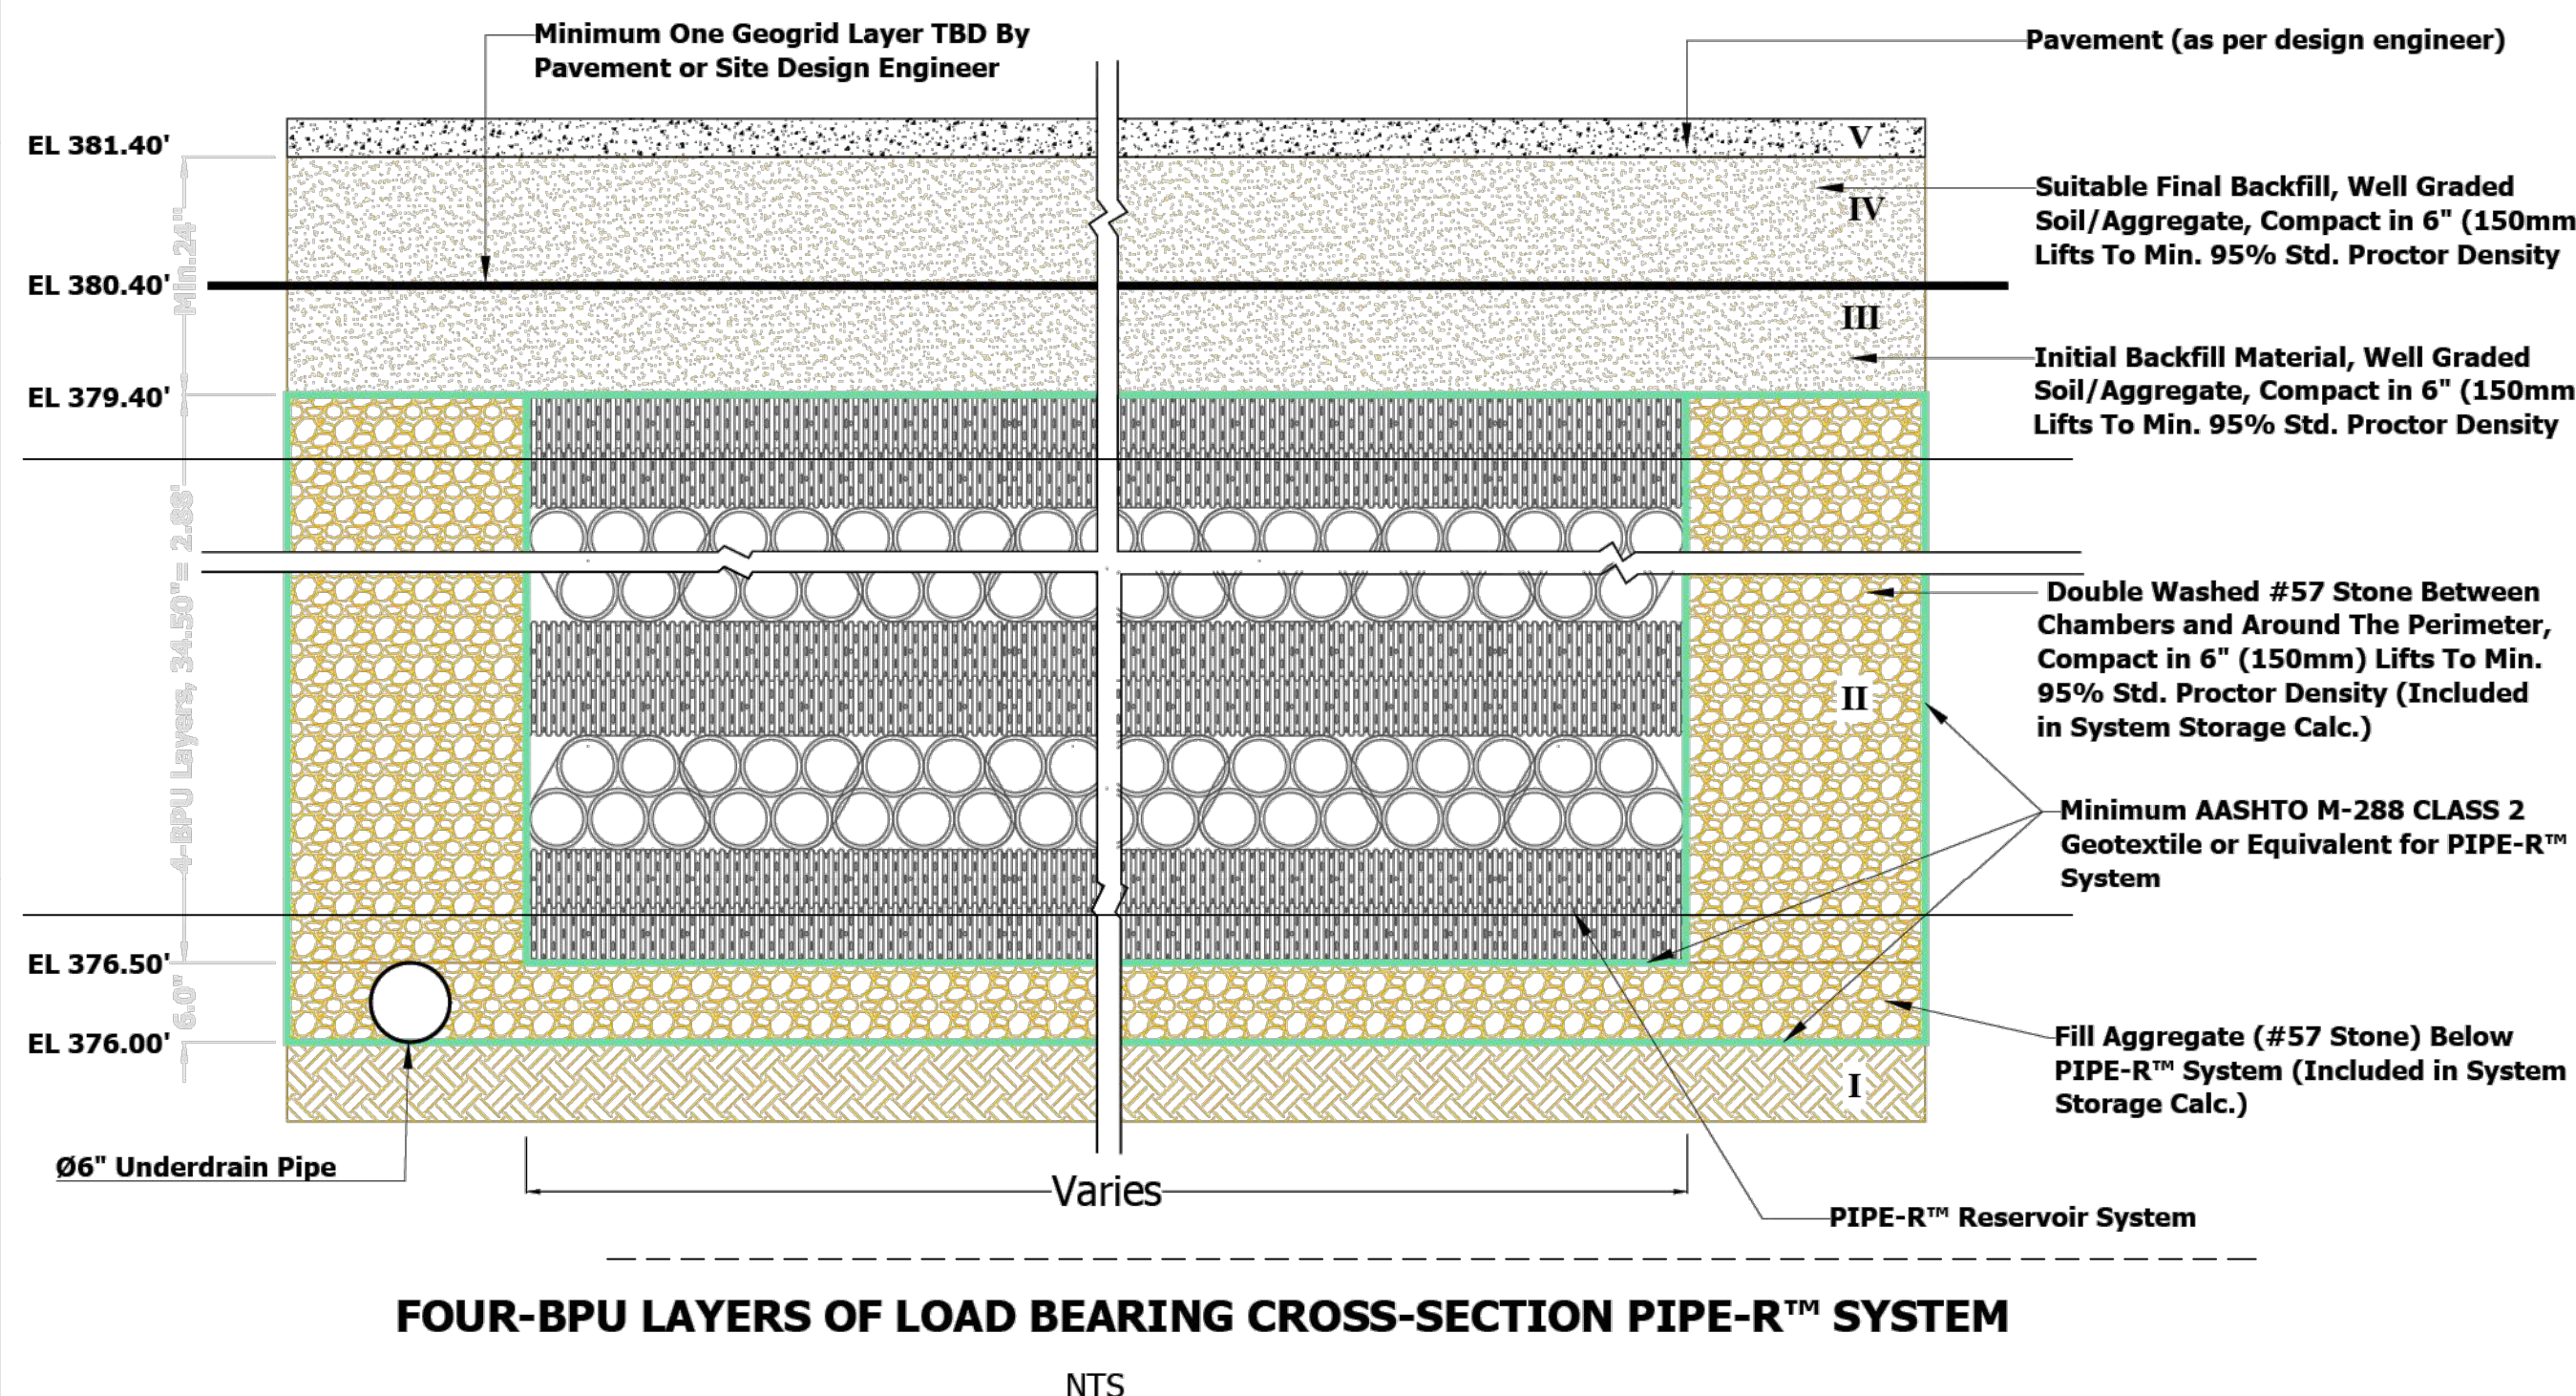 Minimum One Geogrid Layer TBD By
Pavement or Site Design Engineer
Pavement (as per design engineer)
EL 381.40'
V
Suitable Final Backfill, Well Graded
Soil/Aggregate, Compact in 6" (150mm
Lifts To Min. 95% Std. Proctor Density
IV
Min.24"
EL 380.40'
III
Initial Backfill Material, Well Graded
Soil/Aggregate, Compact in 6" (150mm
Lifts To Min. 95% Std. Proctor Density
EL 379.40'
4-BPU Layers, 34.50"= 2.88'
Double Washed #57 Stone Between
Chambers and Around The Perimeter,
Compact in 6" (150mm) Lifts To Min.
95% Std. Proctor Density (Included
in System Storage Calc.)
II
Minimum AASHTO M-288 CLASS 2
Geotextile or Equivalent for PIPE-R™
System
EL 376.50'
6.0"
EL 376.00'
Fill Aggregate (#57 Stone) Below
PIPE-R™ System (Included in System
Storage Calc.)
I
Ø6" Underdrain Pipe
Varies
PIPE-R™ Reservoir System
FOUR-BPU LAYERS OF LOAD BEARING CROSS-SECTION PIPE-R™ SYSTEM
NTS